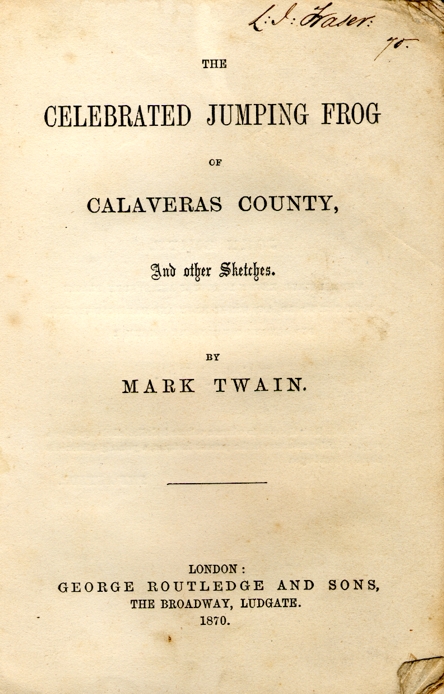 L: I: Fraser:
70.
THE
CELEBRATED JUMPING FROG
OF
CALAVERAS COUNTY,
And other Sketches.
BY
MARK TWAIN.
LONDON:
GEORGE ROUTLEDGE AND SONS,
THE BROADWAY, LUDGATE.
1870.